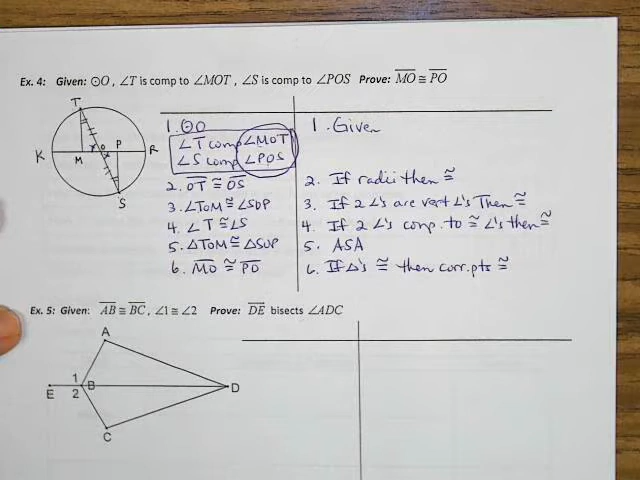 Ex. 4: Given: ⊙O, ∠T is comp to ∠MOT, ∠S is comp to ∠POS Prove: MO ≅ PO
T
K M O P R
S
1. ⊙O
∠T comp ∠MOT
∠S comp ∠POS
1. Given
2. OT ≅ OS
2. If radii then ≅
3. ∠TOM ≅ ∠SOP
3. If 2 ∠'s are vert ∠'s Then ≅
4. ∠T ≅ ∠S
4. If 2 ∠'s comp. to ≅ ∠'s then ≅
5. △TOM ≅ △SOP
5. ASA
6. MO ≅ PO
6. If △'s ≅ then corr. pts ≅
Ex. 5: Given: AB ≅ BC, ∠1 ≅ ∠2 Prove: DE bisects ∠ADC
A
1
E 2 B D
C